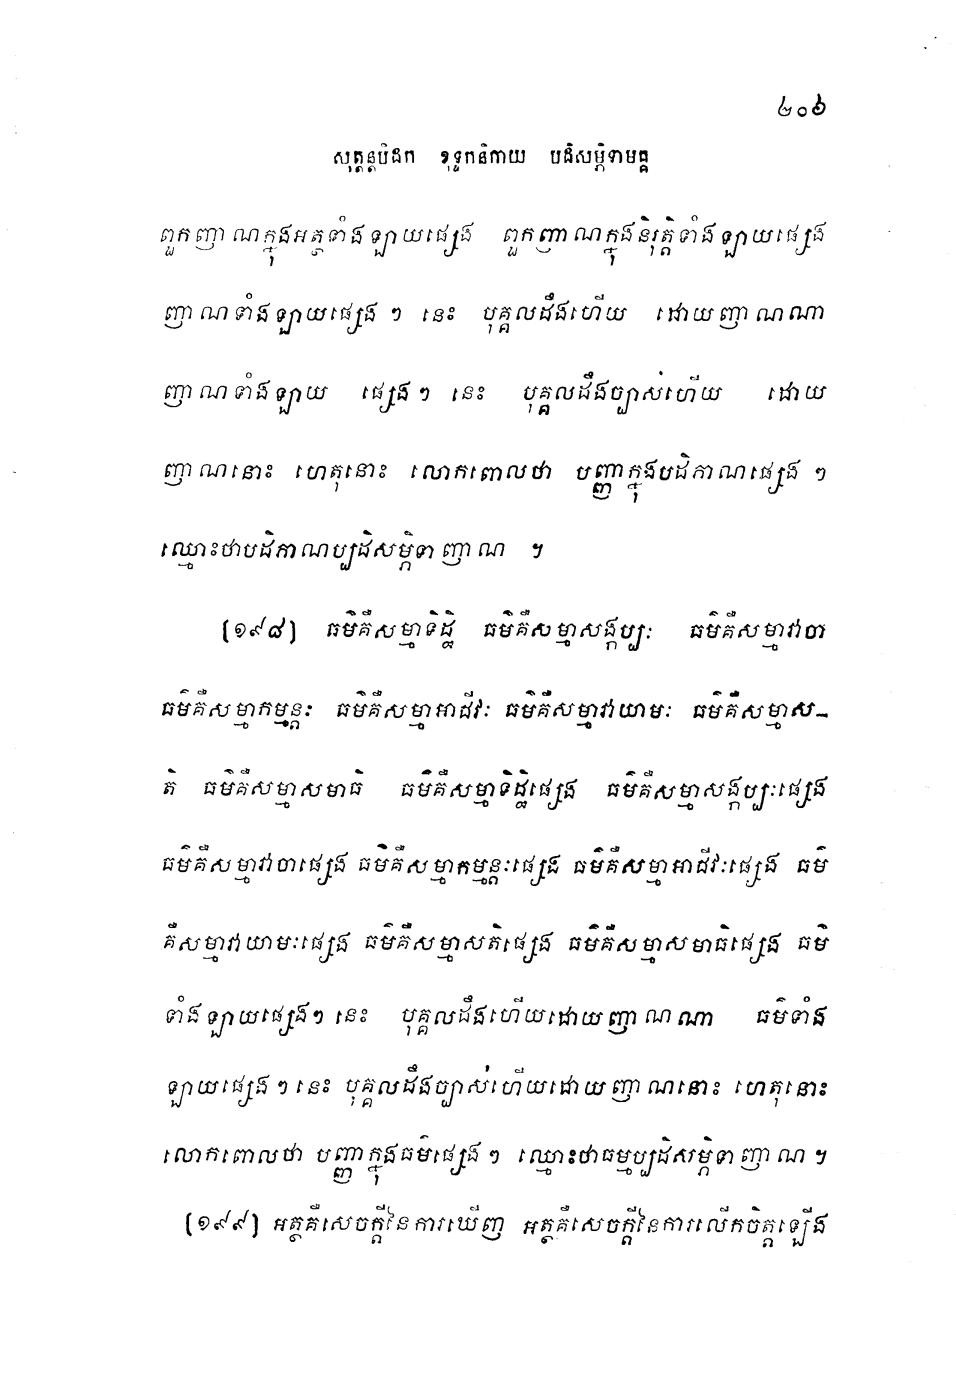 ២០៦
សុត្តន្តបិដក ខុទ្ទកនិកាយ បដិសម្ភិទាមគ្គ
ពួកញាណក្នុងអត្ថទាំងឡាយផ្សេង ពួកញាណក្នុងនិរុត្តិទាំងឡាយផ្សេង
ញាណទាំងឡាយផ្សេង ៗ នេះ បុគ្គលដឹងហើយ ដោយញាណណា
ញាណទាំងឡាយ ផ្សេង ៗ នេះ បុគ្គលដឹងច្បាស់ហើយ ដោយ
ញាណនោះ ហេតុនោះ លោកពោលថា បញ្ញាក្នុងបដិភាណផ្សេង ៗ
ឈ្មោះថាបដិភាណប្បដិសម្ភិទាញាណ ។
(១៩៨) ធម៌គឺសម្មាទិដ្ឋិ ធម៌គឺសម្មាសង្កប្បៈ ធម៌គឺសម្មាវាចា
ធម៌គឺសម្មាកម្មន្តៈ ធម៌គឺសម្មាអាជីវៈ ធម៌គឺសម្មាវាយាមៈ ធម៌គឺសម្មាស-
តិ ធម៌គឺសម្មាសមាធិ ធម៌គឺសម្មាទិដ្ឋិផ្សេង ធម៌គឺសម្មាសង្កប្បៈផ្សេង
ធម៌គឺសម្មាវាចាផ្សេង ធម៌គឺសម្មាកម្មន្តៈផ្សេង ធម៌គឺសម្មាអាជីវៈផ្សេង ធម៌
គឺសម្មាវាយាមៈផ្សេង ធម៌គឺសម្មាសតិផ្សេង ធម៌គឺសម្មាសមាធិផ្សេង ធម៌
ទាំងឡាយផ្សេងៗ នេះ បុគ្គលដឹងហើយដោយញាណណា ធម៌ទាំង
ឡាយផ្សេង ៗ នេះ បុគ្គលដឹងច្បាស់ហើយដោយញាណនោះ ហេតុនោះ
លោកពោលថា បញ្ញាក្នុងធម៌ផ្សេង ៗ ឈ្មោះថាធម្មប្បដិសម្ភិទាញាណ ។
(១៩៩) អត្ថគឺសេចក្តីនៃការឃើញ អត្ថគឺសេចក្តីនៃការលើកចិត្តឡើង